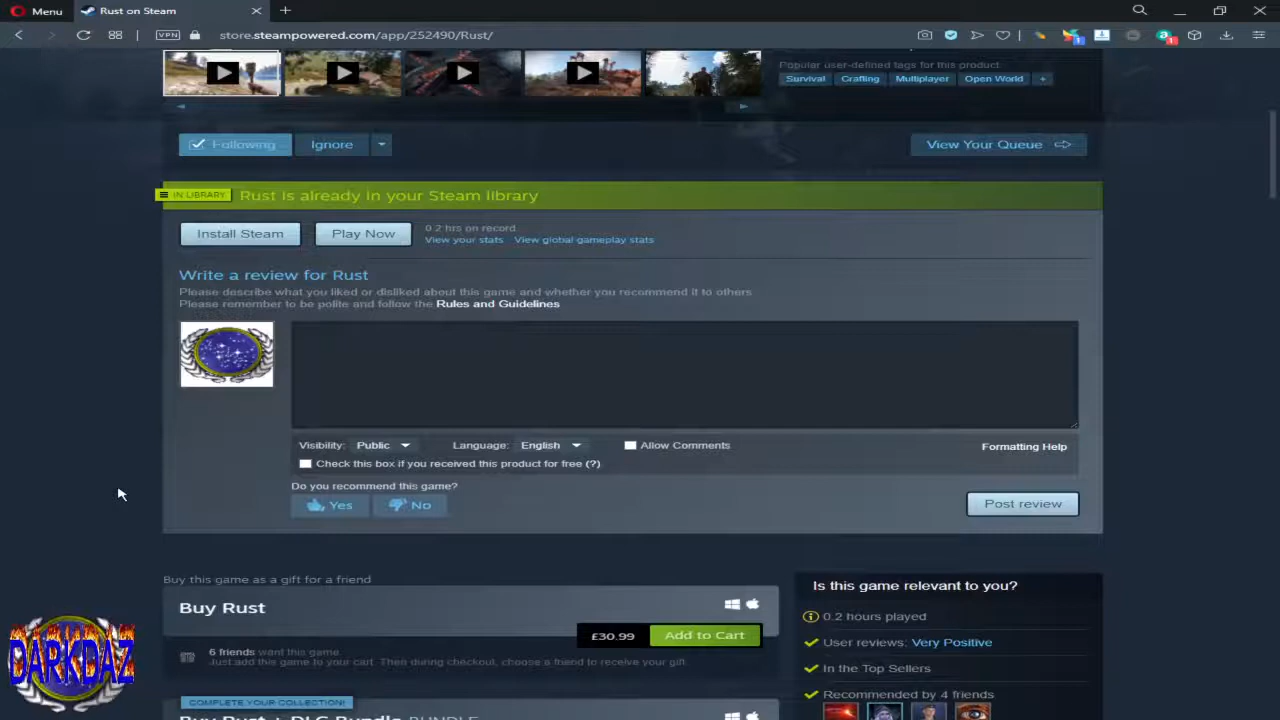 Menu
Rust on Steam
VPN
store.steampowered.com/app/252490/Rust/
1
1
Popular user-defined tags for this product:
Survival Crafting Multiplayer Open World +
Following Ignore
View Your Queue
IN LIBRARY
Rust is already in your Steam library
Install Steam Play Now
0.2 hrs on record
View your stats View global gameplay stats
Write a review for Rust
Please describe what you liked or disliked about this game and whether you recommend it to others
Please remember to be polite and follow the Rules and Guidelines
Visibility: Public Language: English Allow Comments
Formatting Help
Check this box if you received this product for free (?)
Do you recommend this game?
Yes No
Post review
Buy this game as a gift for a friend
Buy Rust
£30.99 Add to Cart
6 friends want this game
Just add this game to your cart. Then during checkout, choose a friend to receive your gift.
COMPLETE YOUR COLLECTION!
Buy Rust + DLC Bundle BUNDLE
Is this game relevant to you?
0.2 hours played
User reviews: Very Positive
In the Top Sellers
Recommended by 4 friends
DARKDAZ